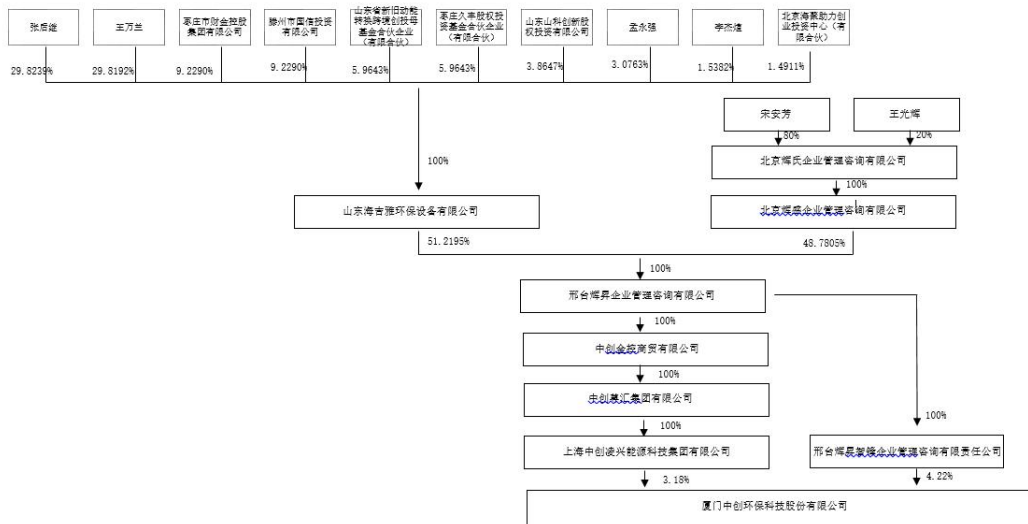 张后继
王万兰
枣庄市财金控股
集团有限公司
滕州市国信投资
有限公司
山东省新旧动能
转换跨境创投母
基金合伙企业
（有限合伙）
枣庄久丰股权投
资基金合伙企业
（有限合伙）
山东山科创新股
权投资有限公司
孟永强
李杰煌
北京海聚助力创
业投资中心（有
限合伙）
29.8239%
29.8192%
9.2290%
9.2290%
5.9643%
5.9643%
3.8647%
3.0763%
1.5382%
1.4911%
宋安芳
王光辉
80%
20%
100%
北京辉氏企业管理咨询有限公司
100%
山东海吉雅环保设备有限公司
北京辉盛企业管理咨询有限公司
51.2195%
48.7805%
100%
邢台辉昇企业管理咨询有限公司
100%
中创金控商贸有限公司
100%
中创慕汇集团有限公司
100%
100%
上海中创凌兴能源科技集团有限公司
邢台辉昇智臻企业管理咨询有限责任公司
3.18%
4.22%
厦门中创环保科技股份有限公司